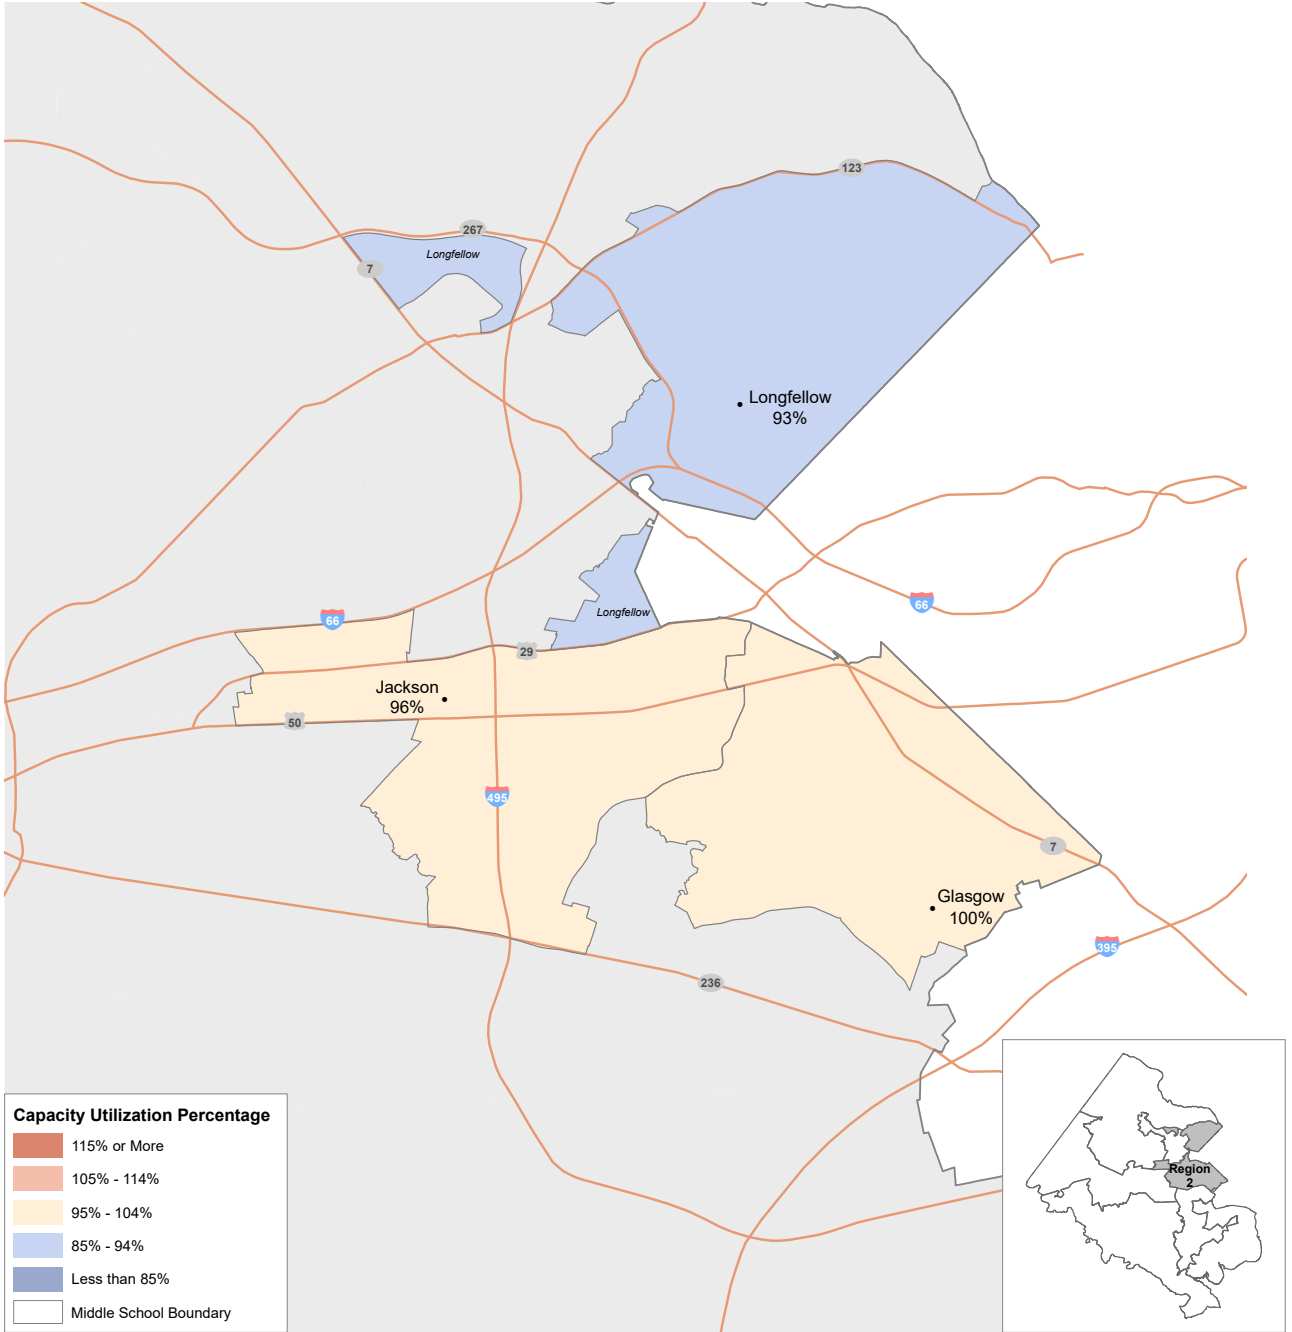 123
267
Longfellow
7
Longfellow
93%
66
Longfellow
66
29
Jackson
96%
50
495
7
Glasgow
100%
395
236
Capacity Utilization Percentage
115% or More
105% - 114%
95% - 104%
85% - 94%
Less than 85%
Middle School Boundary
Region
2